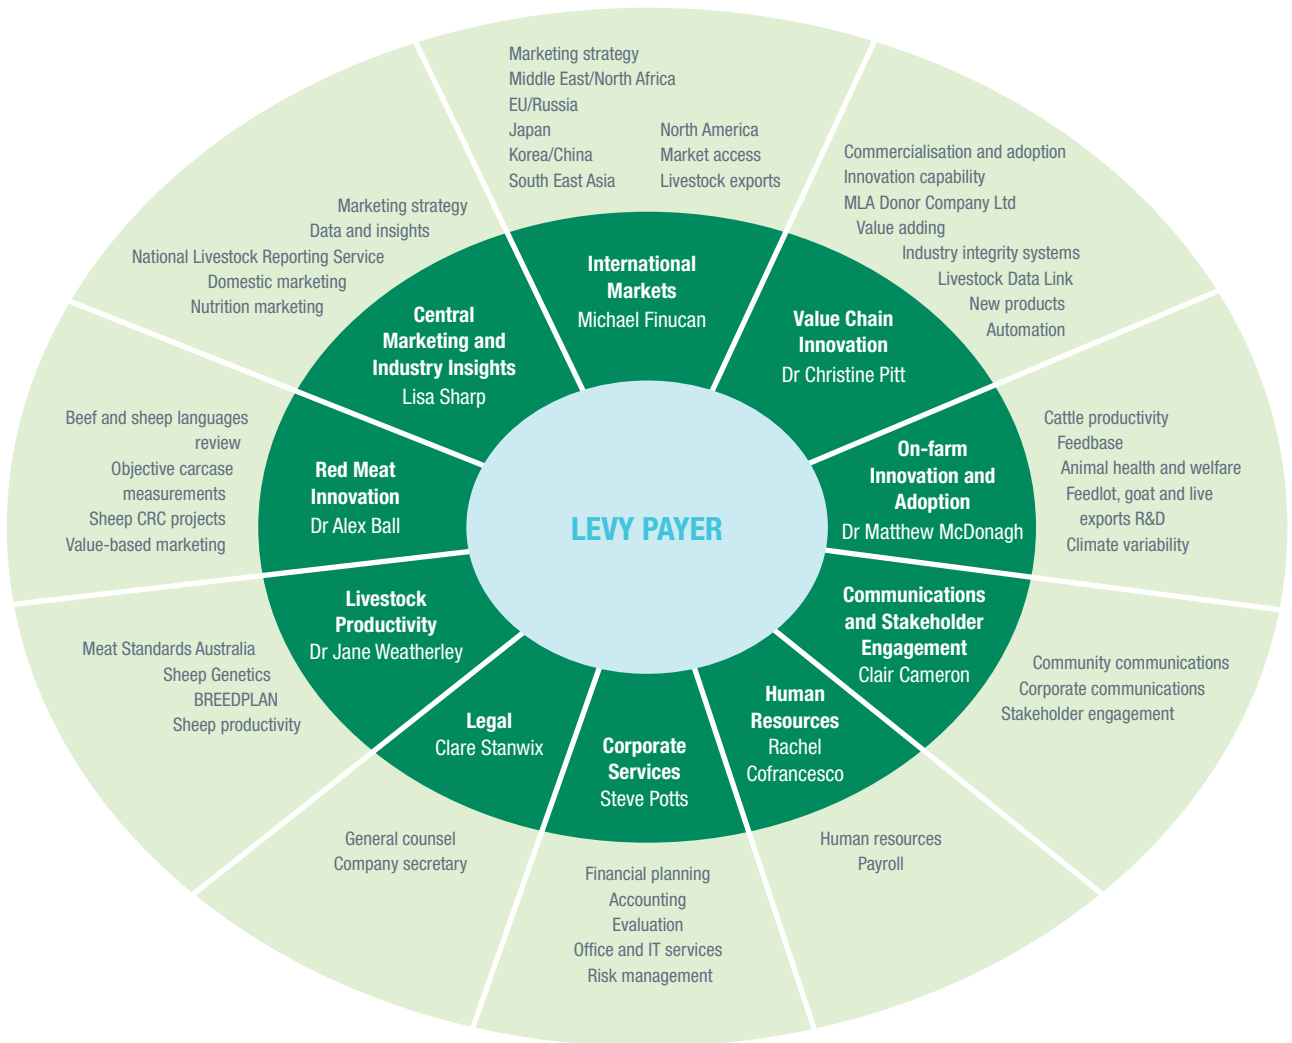 Marketing strategy
Middle East/North Africa
EU/Russia
Japan
Korea/China
South East Asia
North America
Market access
Livestock exports
International
Markets
Michael Finucan
Commercialisation and adoption
Innovation capability
MLA Donor Company Ltd
Value adding
Industry integrity systems
Livestock Data Link
New products
Automation
Value Chain
Innovation
Dr Christine Pitt
Cattle productivity
Feedbase
Animal health and welfare
Feedlot, goat and live
exports R&D
Climate variability
On-farm
Innovation and
Adoption
Dr Matthew McDonagh
Community communications
Corporate communications
Stakeholder engagement
Communications
and Stakeholder
Engagement
Clair Cameron
Human resources
Payroll
Human
Resources
Rachel
Cofrancesco
Financial planning
Accounting
Evaluation
Office and IT services
Risk management
Corporate
Services
Steve Potts
General counsel
Company secretary
Legal
Clare Stanwix
Meat Standards Australia
Sheep Genetics
BREEDPLAN
Sheep productivity
Livestock
Productivity
Dr Jane Weatherley
Beef and sheep languages
review
Objective carcase
measurements
Sheep CRC projects
Value-based marketing
Red Meat
Innovation
Dr Alex Ball
Marketing strategy
Data and insights
National Livestock Reporting Service
Domestic marketing
Nutrition marketing
Central
Marketing and
Industry Insights
Lisa Sharp
LEVY PAYER